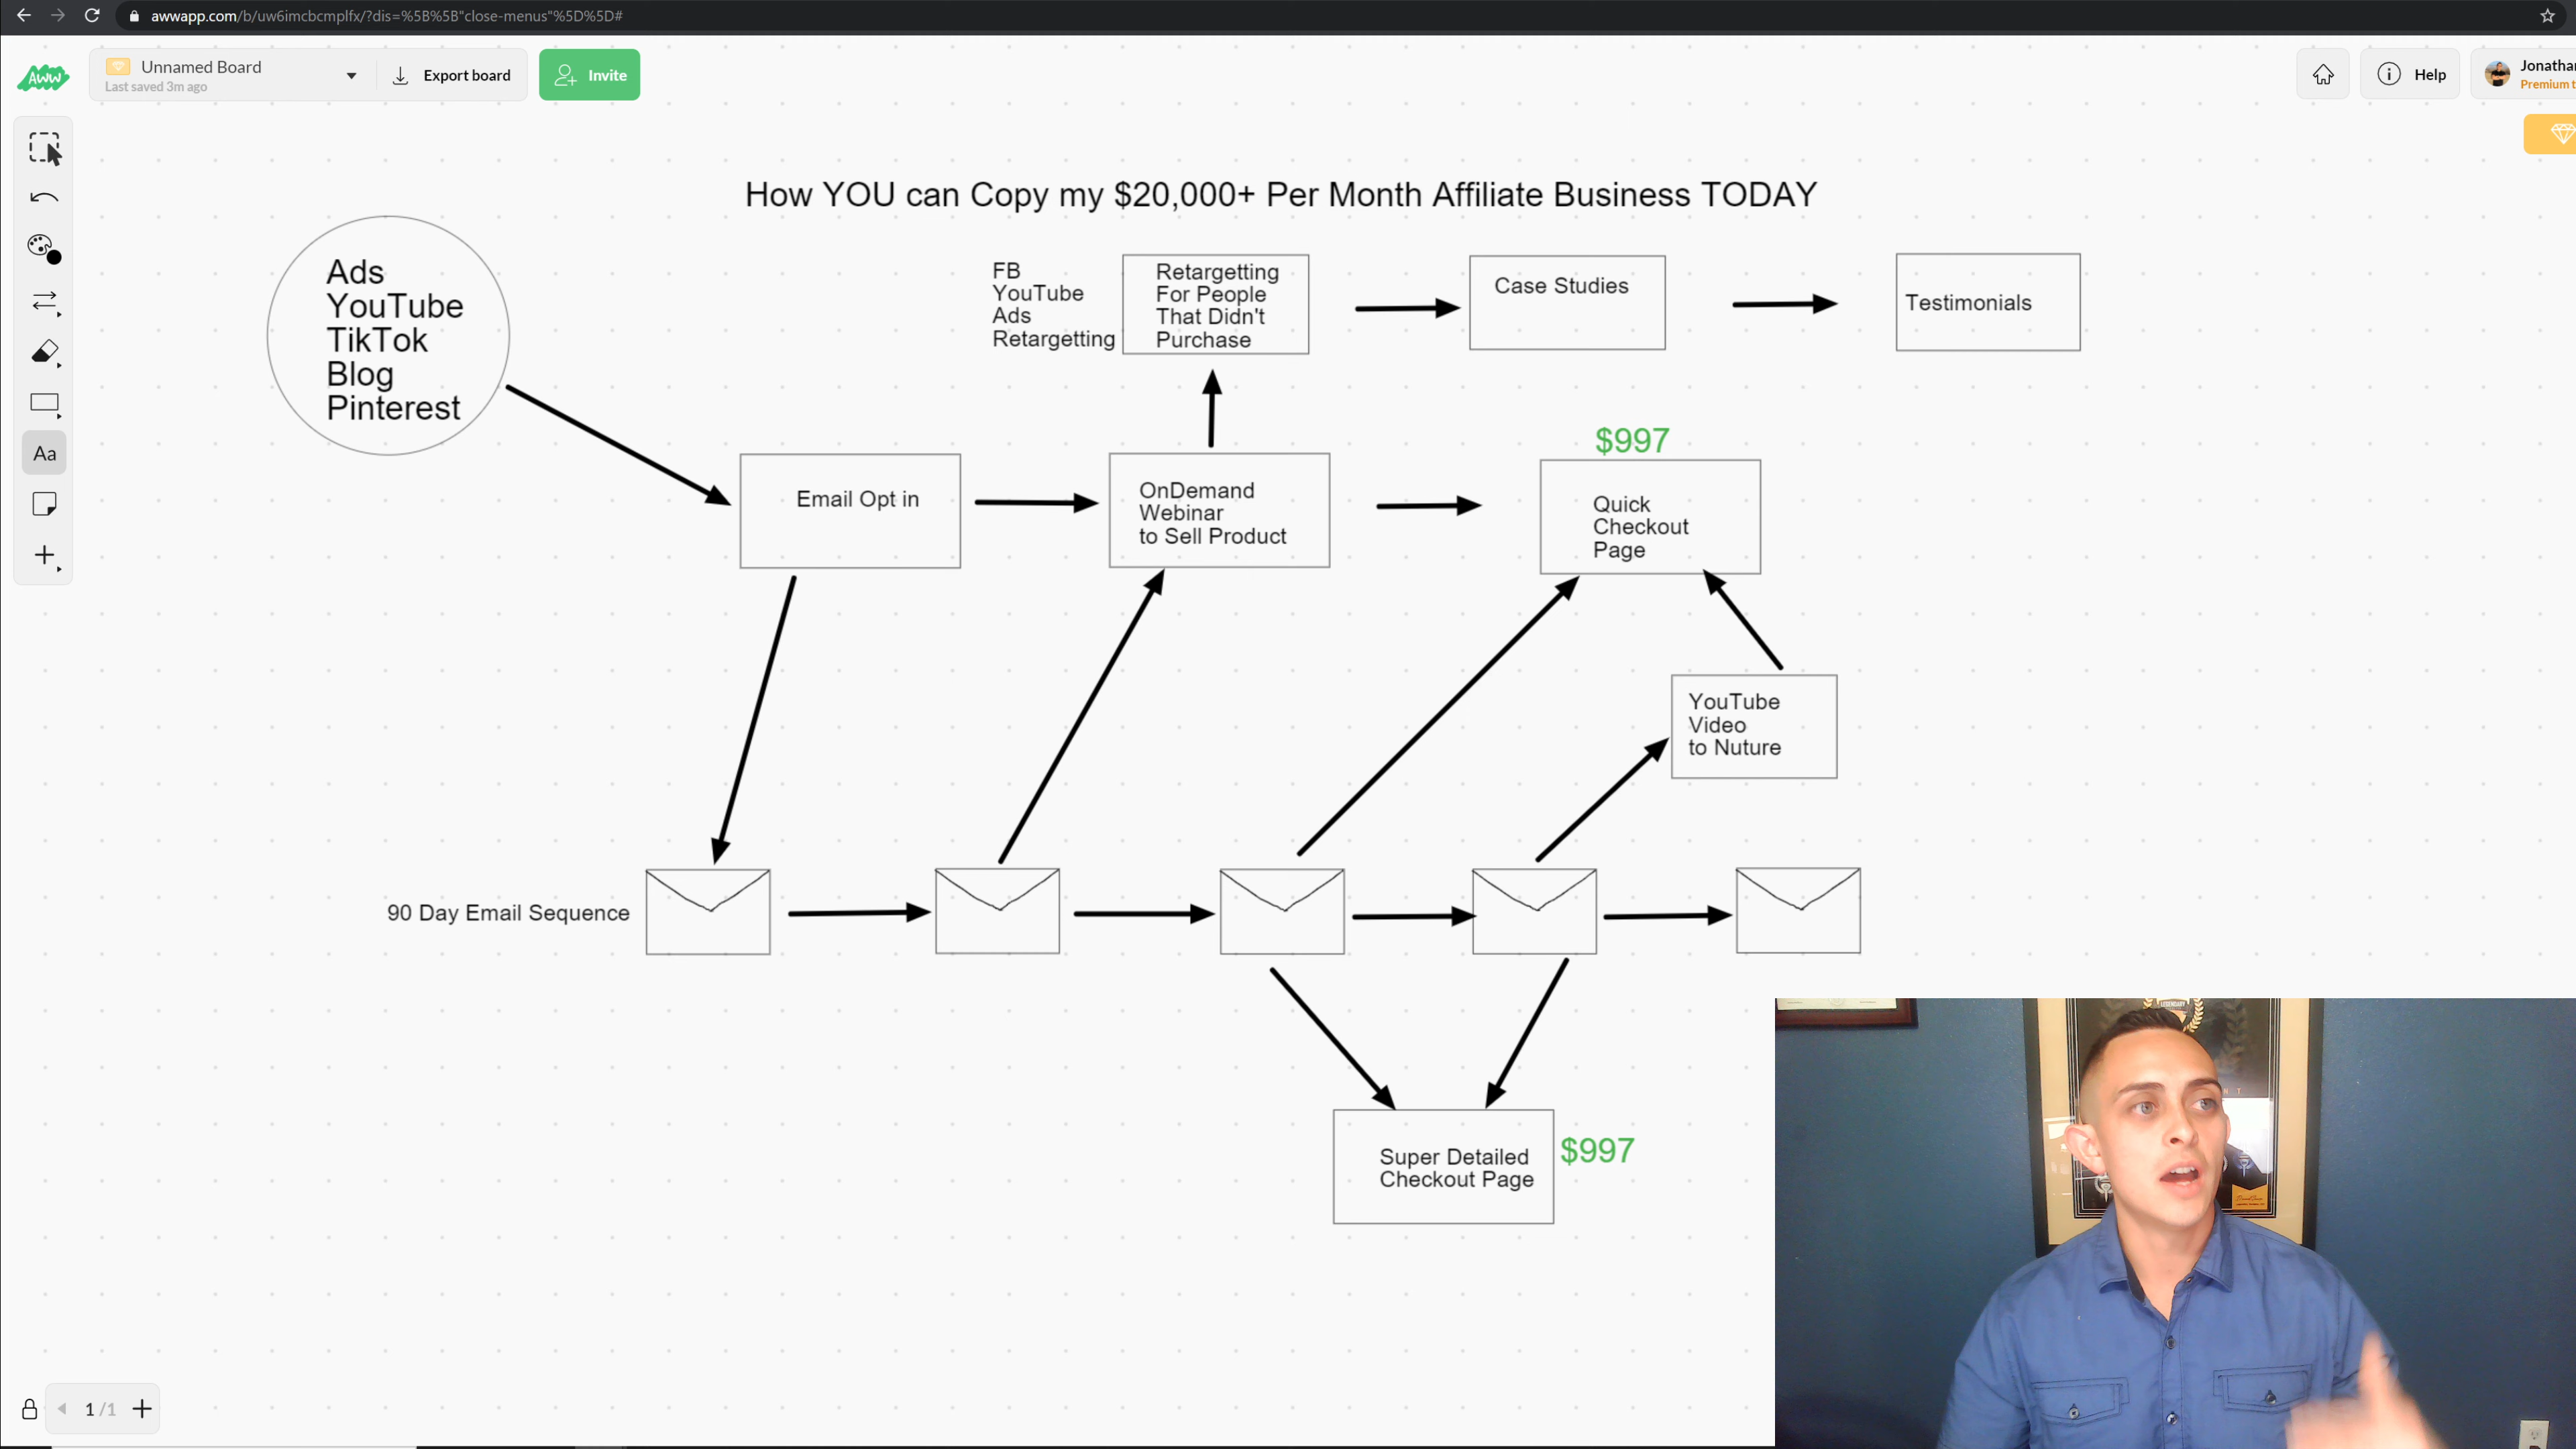 awwapp.com/b/uw6imcbcmplfx/?dis=%5B%5B"close-menus"%5D%5D#
AWW
Unnamed Board
Last saved 3m ago
Export board
Invite
Help
Jonathan
Premium t
How YOU can Copy my $20,000+ Per Month Affiliate Business TODAY
Ads
YouTube
TikTok
Blog
Pinterest
FB
YouTube
Ads
Retargetting
Retargetting
For People
That Didn't
Purchase
Case Studies
Testimonials
Aa
Email Opt in
OnDemand
Webinar
to Sell Product
$997
Quick
Checkout
Page
YouTube
Video
to Nuture
90 Day Email Sequence
Super Detailed
Checkout Page
$997
LEGENDARY
1 /1